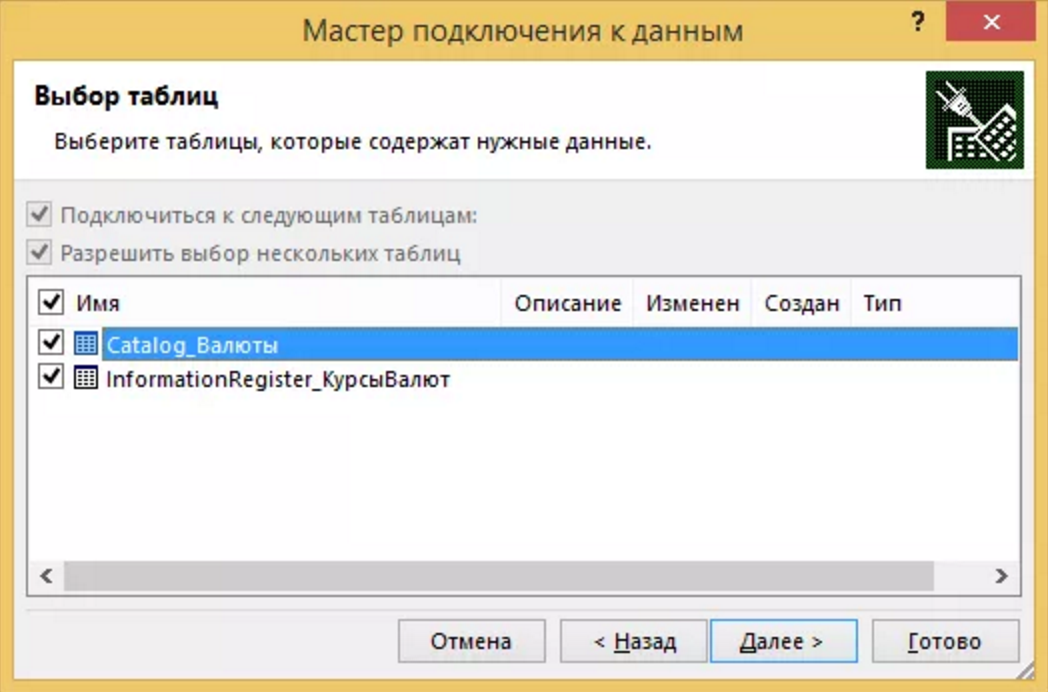 Мастер подключения к данным
?
Выбор таблиц
Выберите таблицы, которые содержат нужные данные.
Подключиться к следующим таблицам:
Разрешить выбор нескольких таблиц
Имя Описание Изменен Создан Тип
Catalog_Валюты
InformationRegister_КурсыВалют
Отмена < Назад Далее > Готово